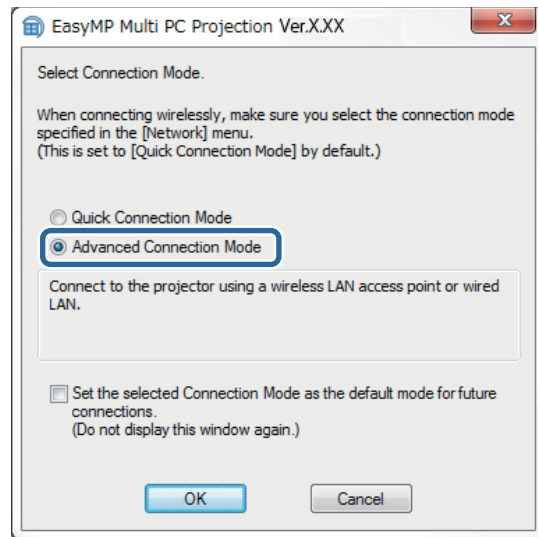 EasyMP Multi PC Projection Ver.X.XX
Select Connection Mode.
When connecting wirelessly, make sure you select the connection mode
specified in the [Network] menu.
(This is set to [Quick Connection Mode] by default.)
Quick Connection Mode
Advanced Connection Mode
Connect to the projector using a wireless LAN access point or wired
LAN.
Set the selected Connection Mode as the default mode for future
connections.
(Do not display this window again.)
OK
Cancel